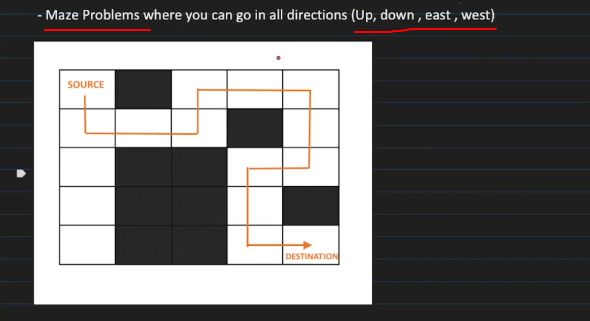 - Maze Problems where you can go in all directions (Up, down , east , west)
SOURCE
DESTINATION